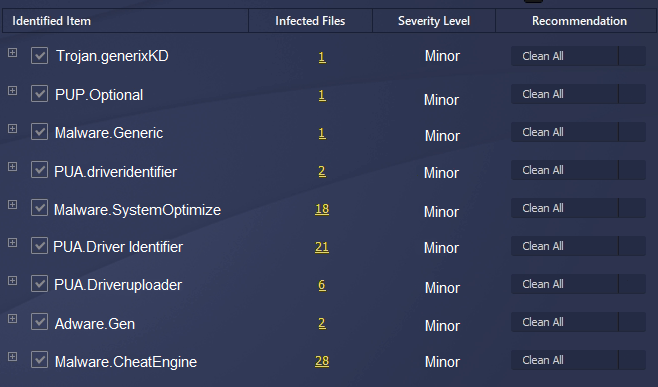 Identified Item Infected Files Severity Level Recommendation
Trojan.generixKD 1 Minor Clean All
PUP.Optional 1 Minor Clean All
Malware.Generic 1 Minor Clean All
PUA.driveridentifier 2 Minor Clean All
Malware.SystemOptimize 18 Minor Clean All
PUA.Driver Identifier 21 Minor Clean All
PUA.Driveruploader 6 Minor Clean All
Adware.Gen 2 Minor Clean All
Malware.CheatEngine 28 Minor Clean All